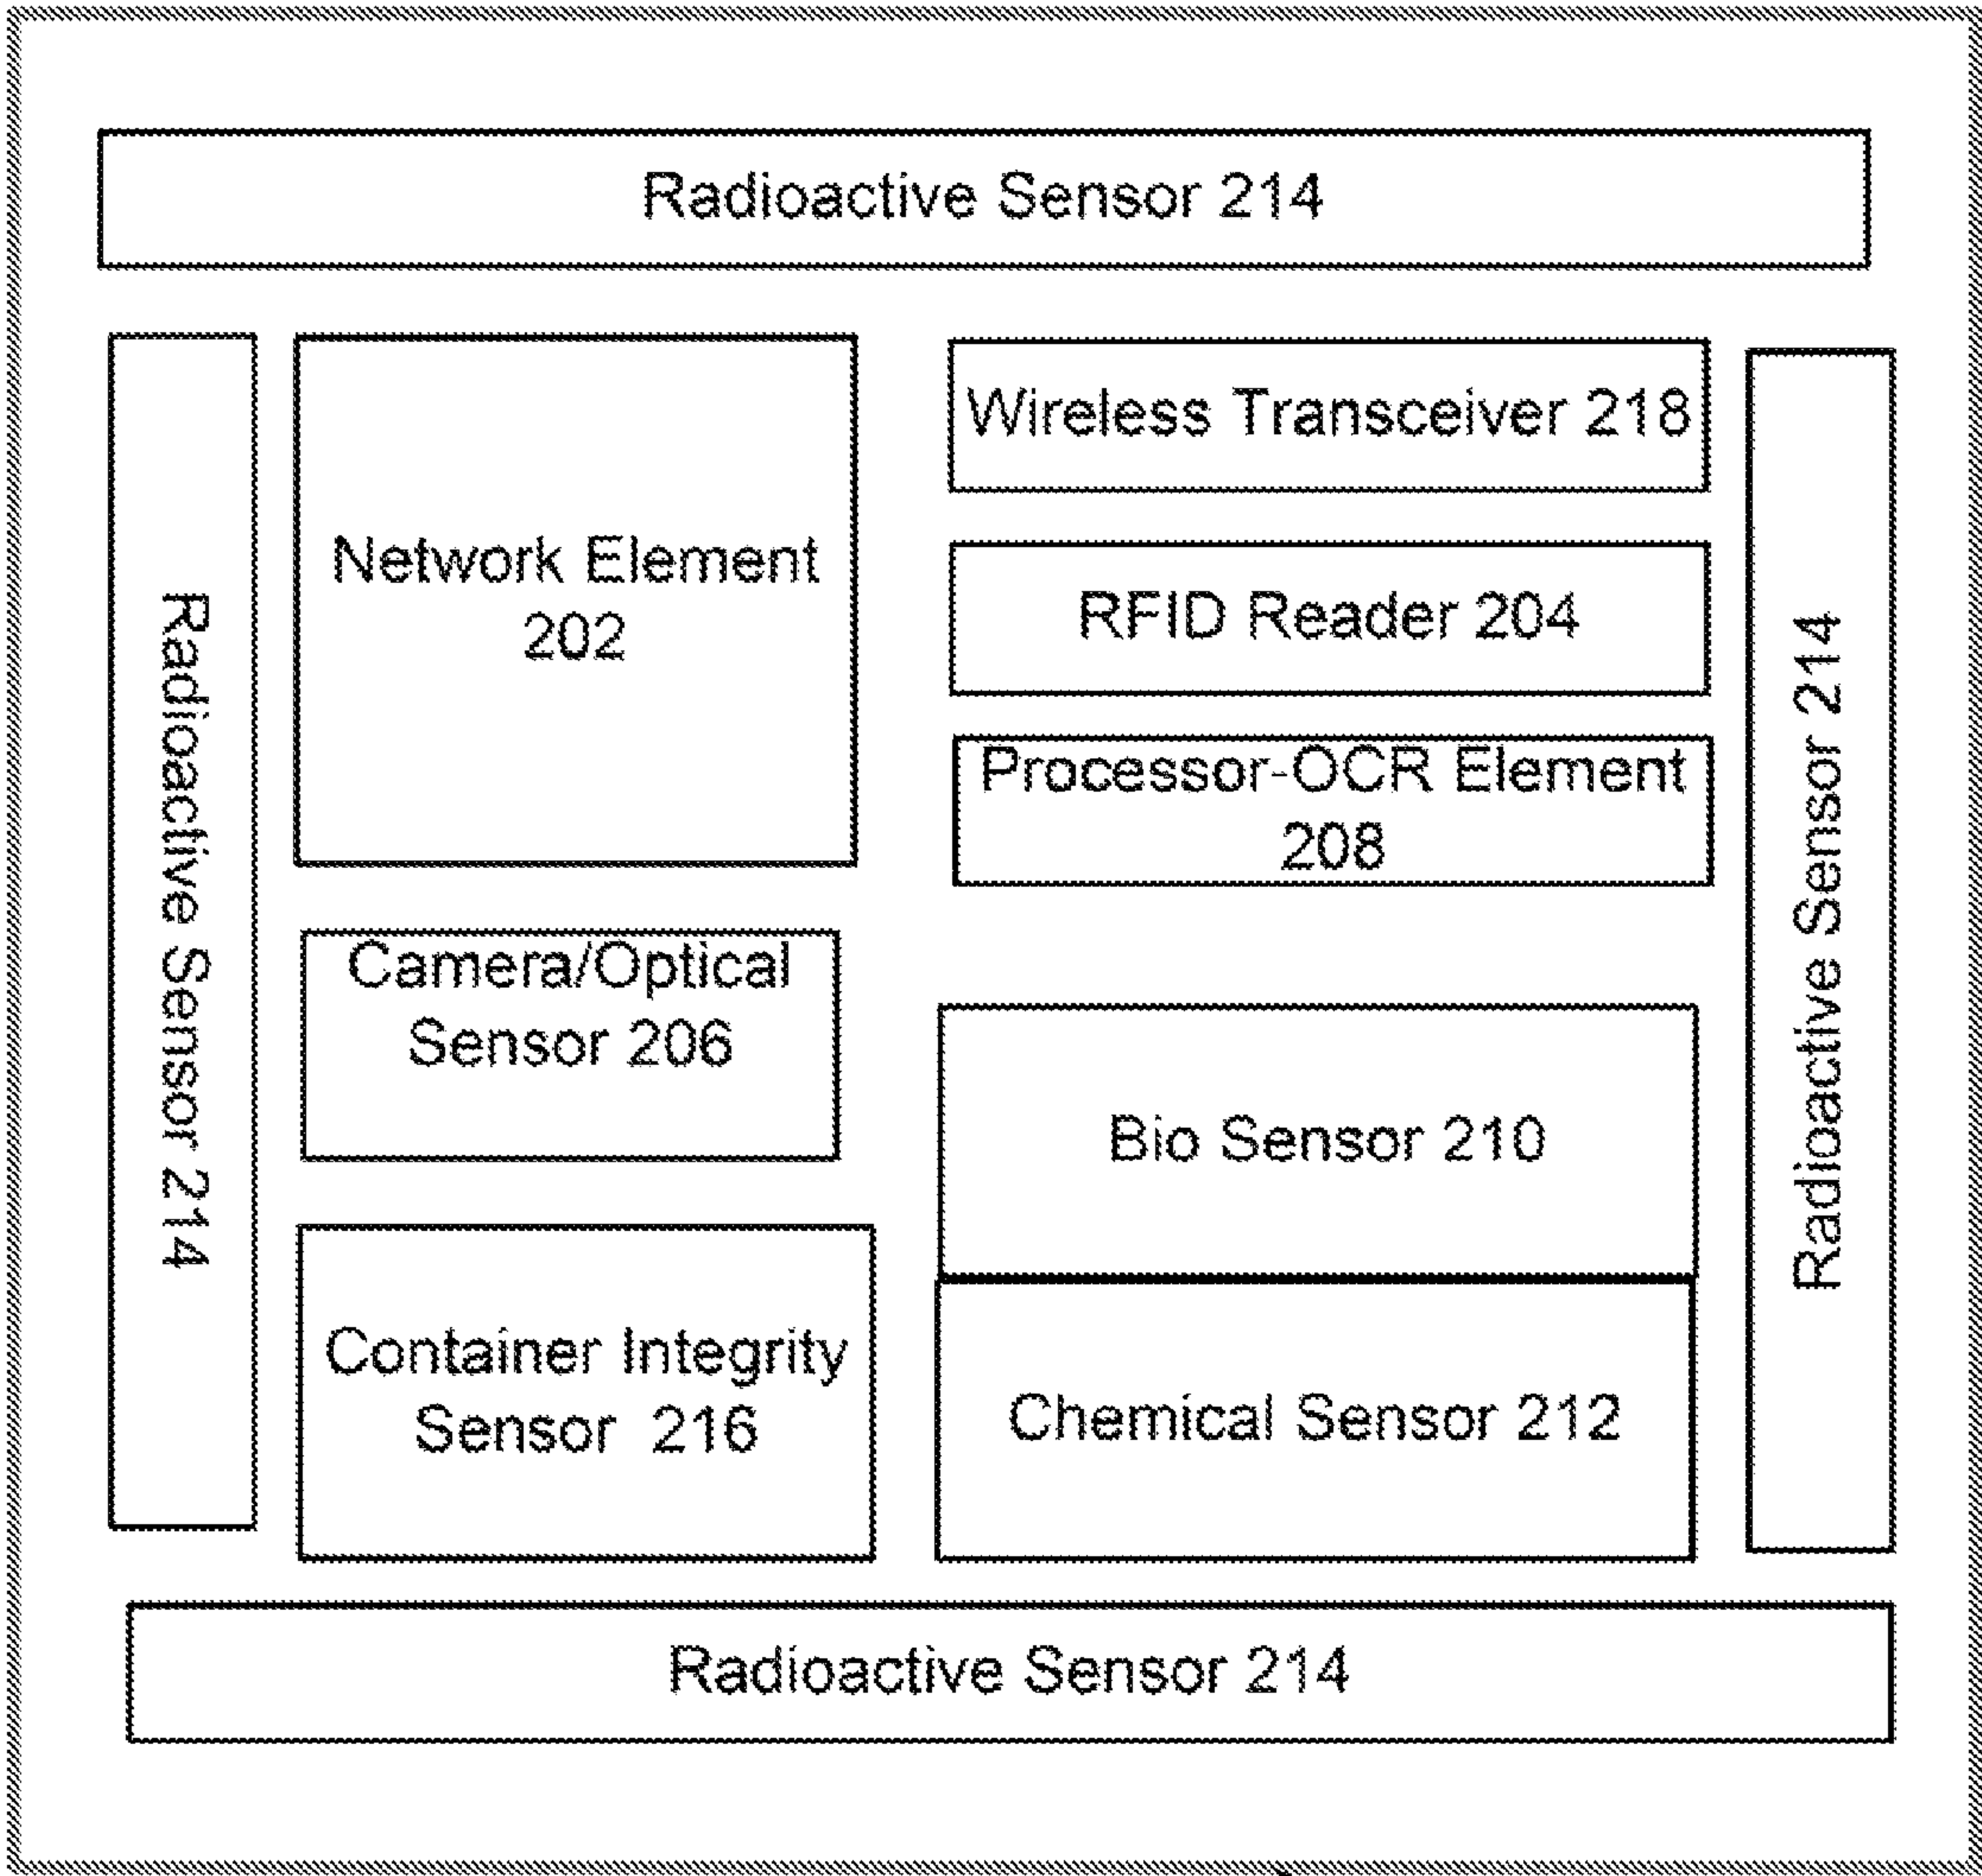 Radioactive Sensor 214
Radioactive Sensor 214
Network Element
202
Wireless Transceiver 218
RFID Reader 204
Processor-OCR Element
208
Radioactive Sensor 214
Camera/Optical
Sensor 206
Bio Sensor 210
Container Integrity
Sensor 216
Chemical Sensor 212
Radioactive Sensor 214